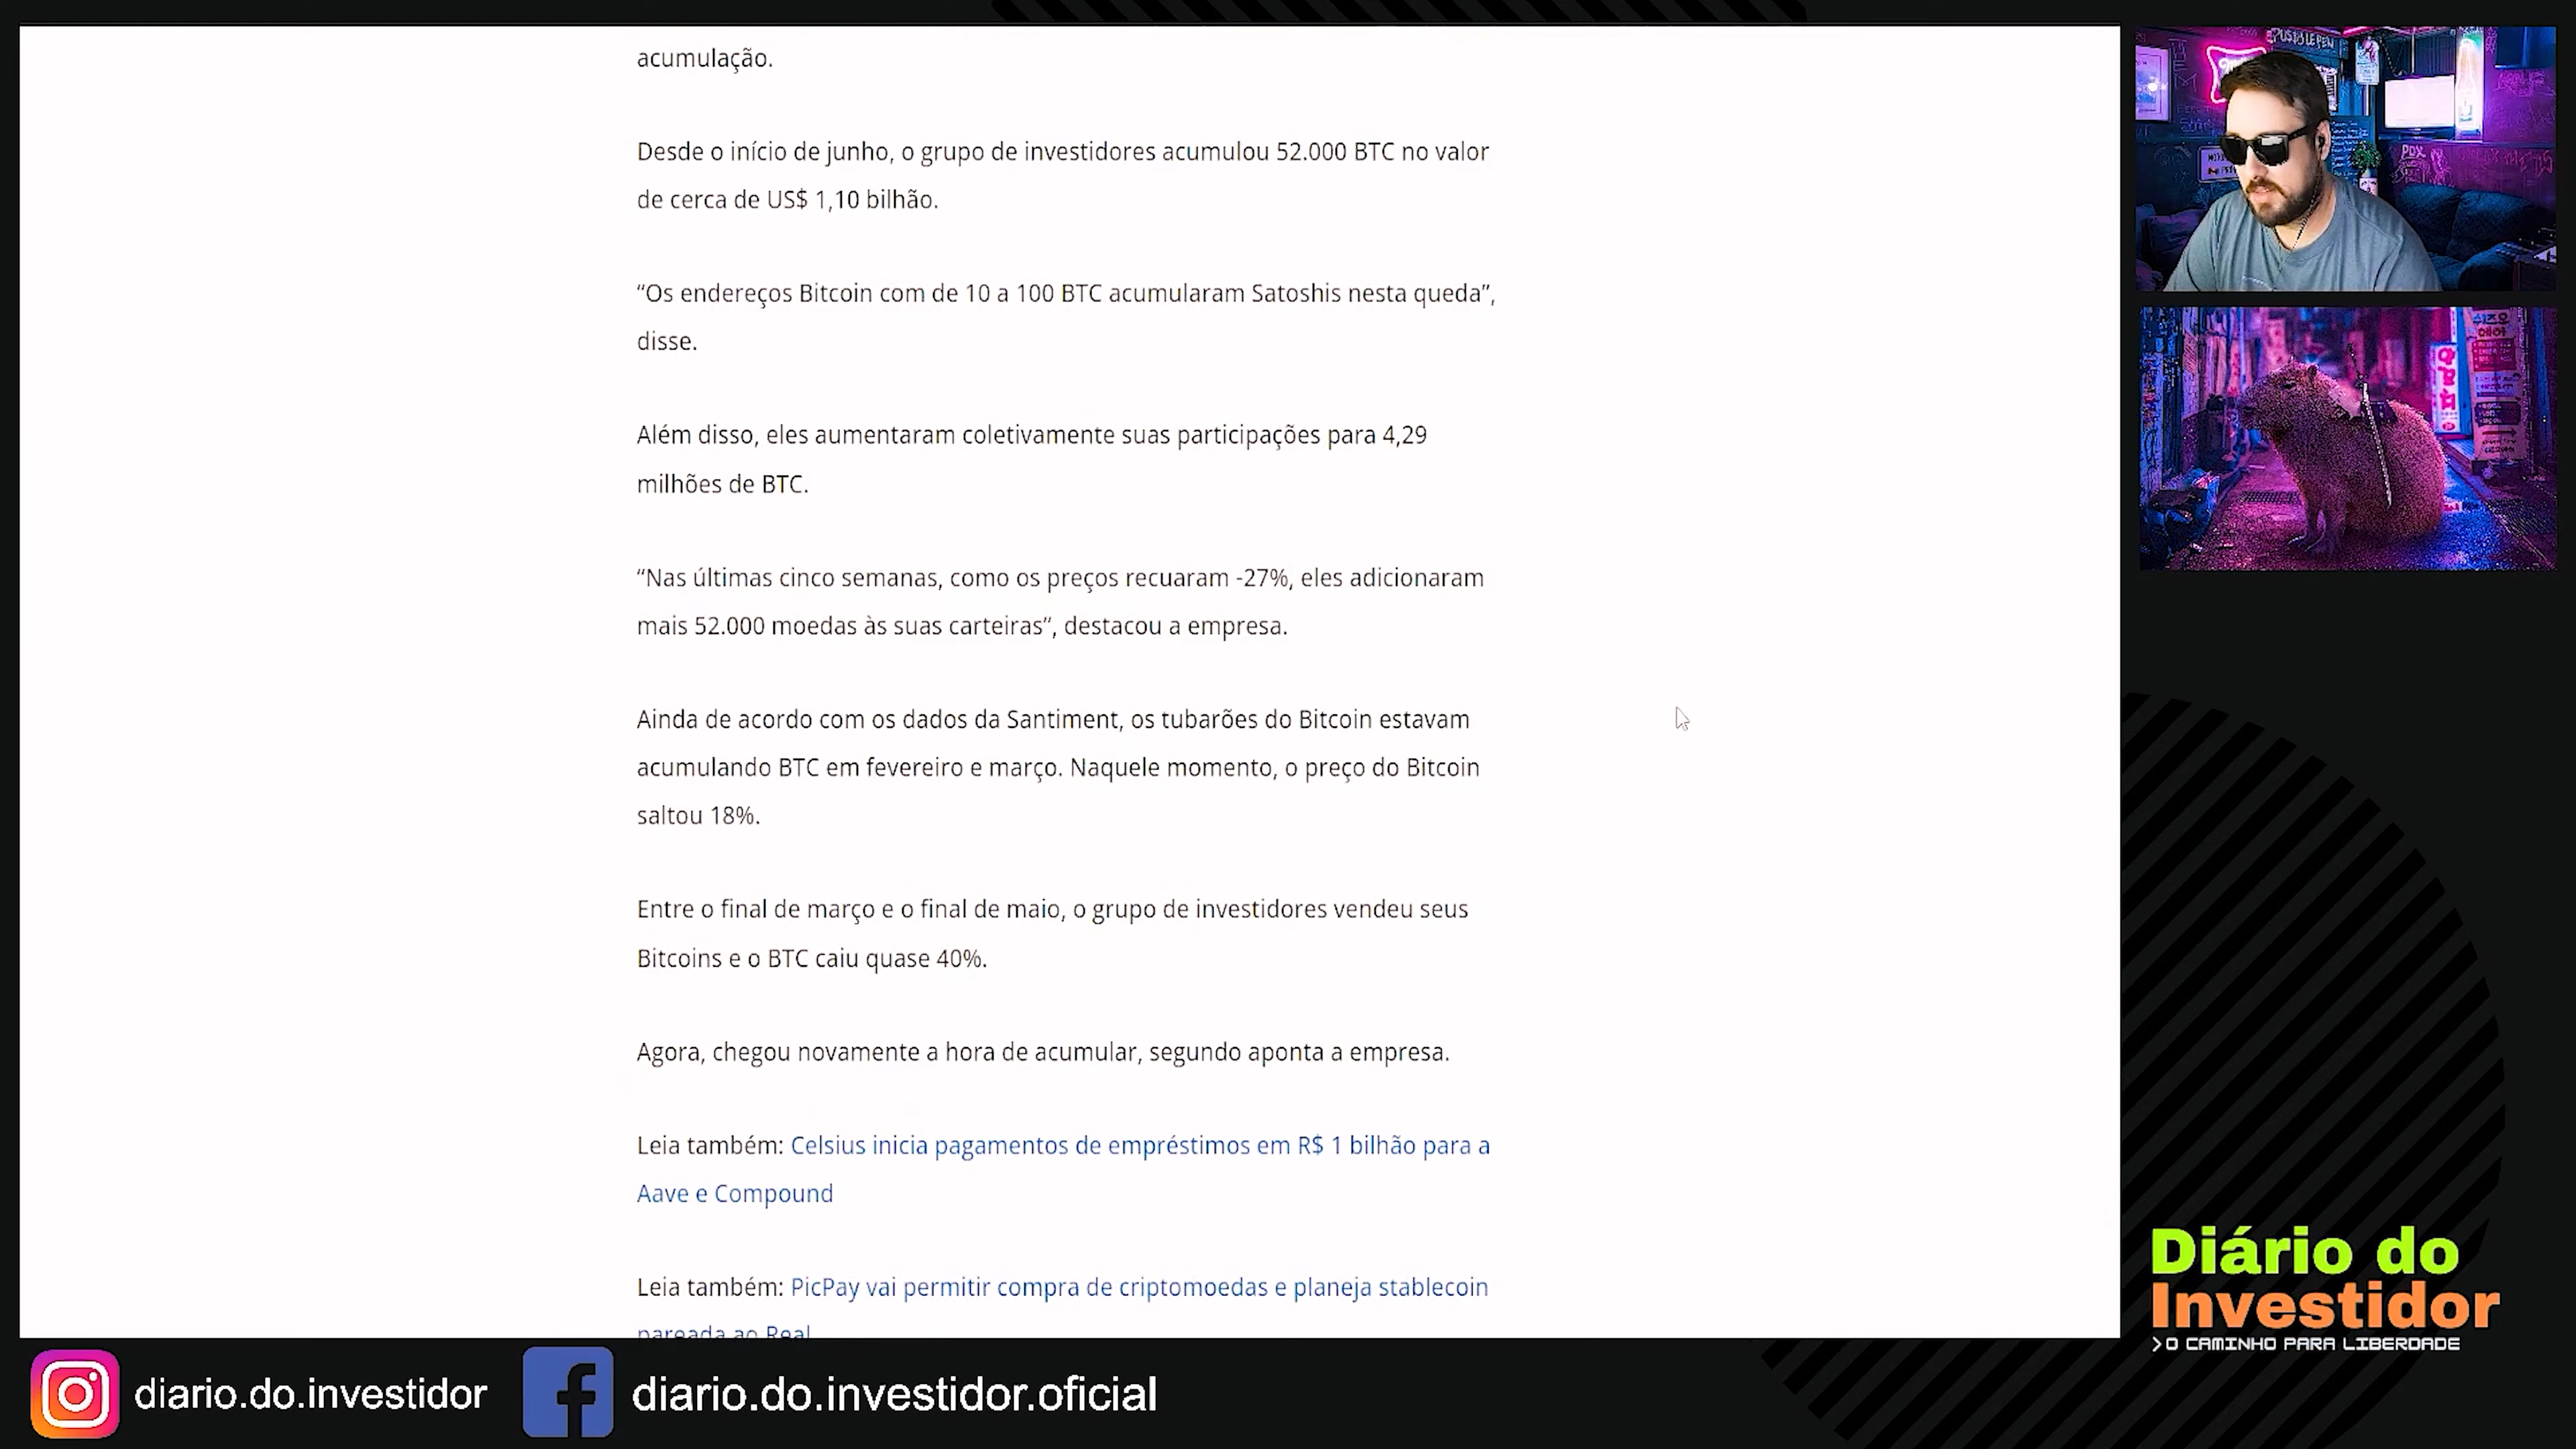 acumulação.
Desde o início de junho, o grupo de investidores acumulou 52.000 BTC no valor
de cerca de US$ 1,10 bilhão.
“Os endereços Bitcoin com de 10 a 100 BTC acumularam Satoshis nesta queda”,
disse.
Além disso, eles aumentaram coletivamente suas participações para 4,29
milhões de BTC.
“Nas últimas cinco semanas, como os preços recuaram -27%, eles adicionaram
mais 52.000 moedas às suas carteiras”, destacou a empresa.
Ainda de acordo com os dados da Santiment, os tubarões do Bitcoin estavam
acumulando BTC em fevereiro e março. Naquele momento, o preço do Bitcoin
saltou 18%.
Entre o final de março e o final de maio, o grupo de investidores vendeu seus
Bitcoins e o BTC caiu quase 40%.
Agora, chegou novamente a hora de acumular, segundo aponta a empresa.
Leia também: Celsius inicia pagamentos de empréstimos em R$ 1 bilhão para a
Aave e Compound
Leia também: PicPay vai permitir compra de criptomoedas e planeja stablecoin
pareada ao Real
PDX
Diário do
Investidor
>O CAMINHO PARA LIBERDADE
diario.do.investidor
diario.do.investidor.oficial